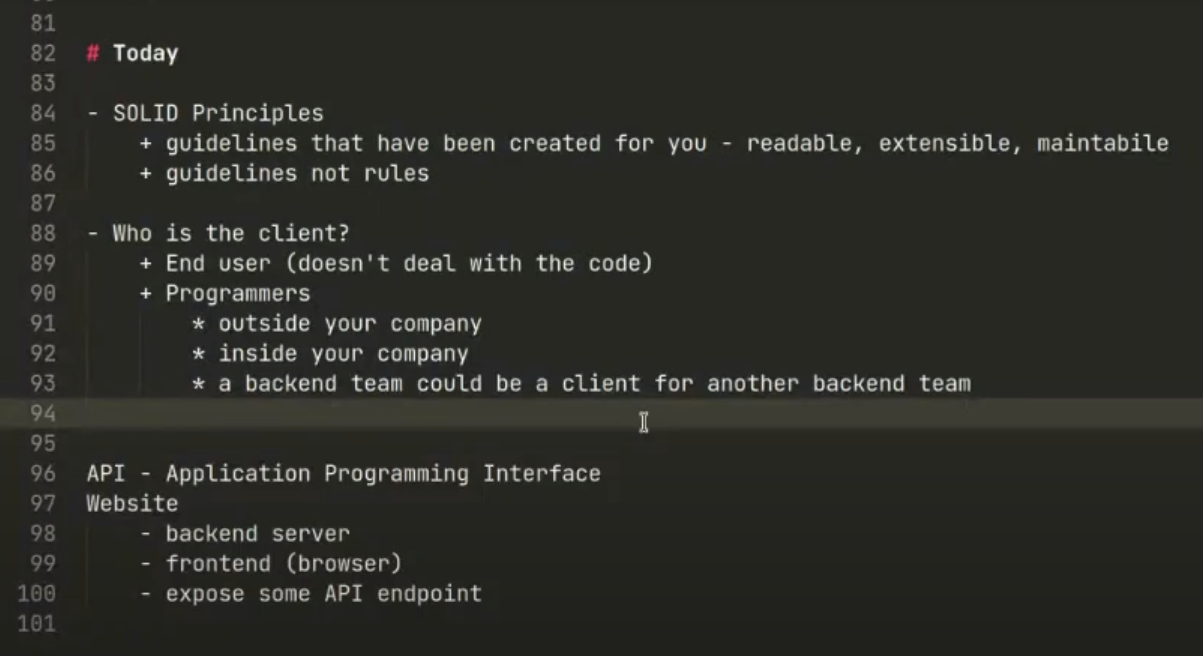 81
82 # Today
83
84 - SOLID Principles
85 + guidelines that have been created for you - readable, extensible, maintabile
86 + guidelines not rules
87
88 - Who is the client?
89 + End user (doesn't deal with the code)
90 + Programmers
91 * outside your company
92 * inside your company
93 * a backend team could be a client for another backend team
94
95
96 API - Application Programming Interface
97 Website
98 - backend server
99 - frontend (browser)
100 - expose some API endpoint
101